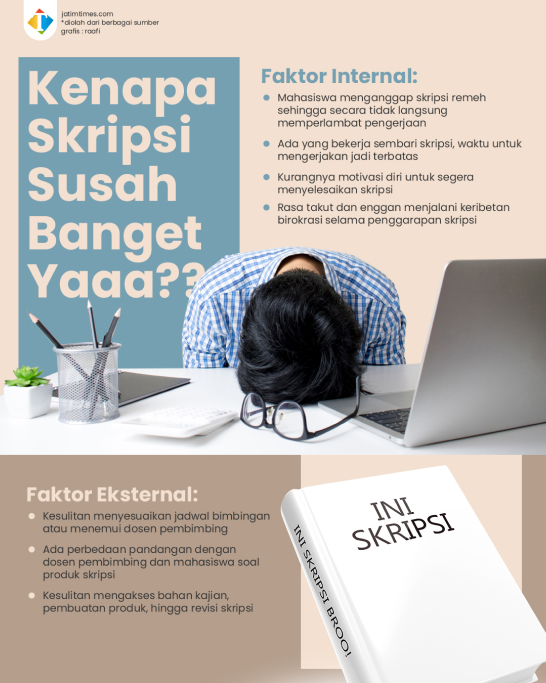 jatimtimes.com
*diolah dari berbagai sumber
grafis : raafi
Kenapa
Skripsi
Susah
Banget
Yaaa??
Faktor Internal:
Mahasiswa menganggap skripsi remeh
sehingga secara tidak langsung
memperlambat pengerjaan
Ada yang bekerja sembari skripsi, waktu untuk
mengerjakan jadi terbatas
Kurangnya motivasi diri untuk segera
menyelesaikan skripsi
Rasa takut dan enggan menjalani keribetan
birokrasi selama penggarapan skripsi
Faktor Eksternal:
Kesulitan menyesuaikan jadwal bimbingan
atau menemui dosen pembimbing
Ada perbedaan pandangan dengan
dosen pembimbing dan mahasiswa soal
produk skripsi
Kesulitan mengakses bahan kajian,
pembuatan produk, hingga revisi skripsi
INI
SKRIPSI
INI SKRIPSI BROO!